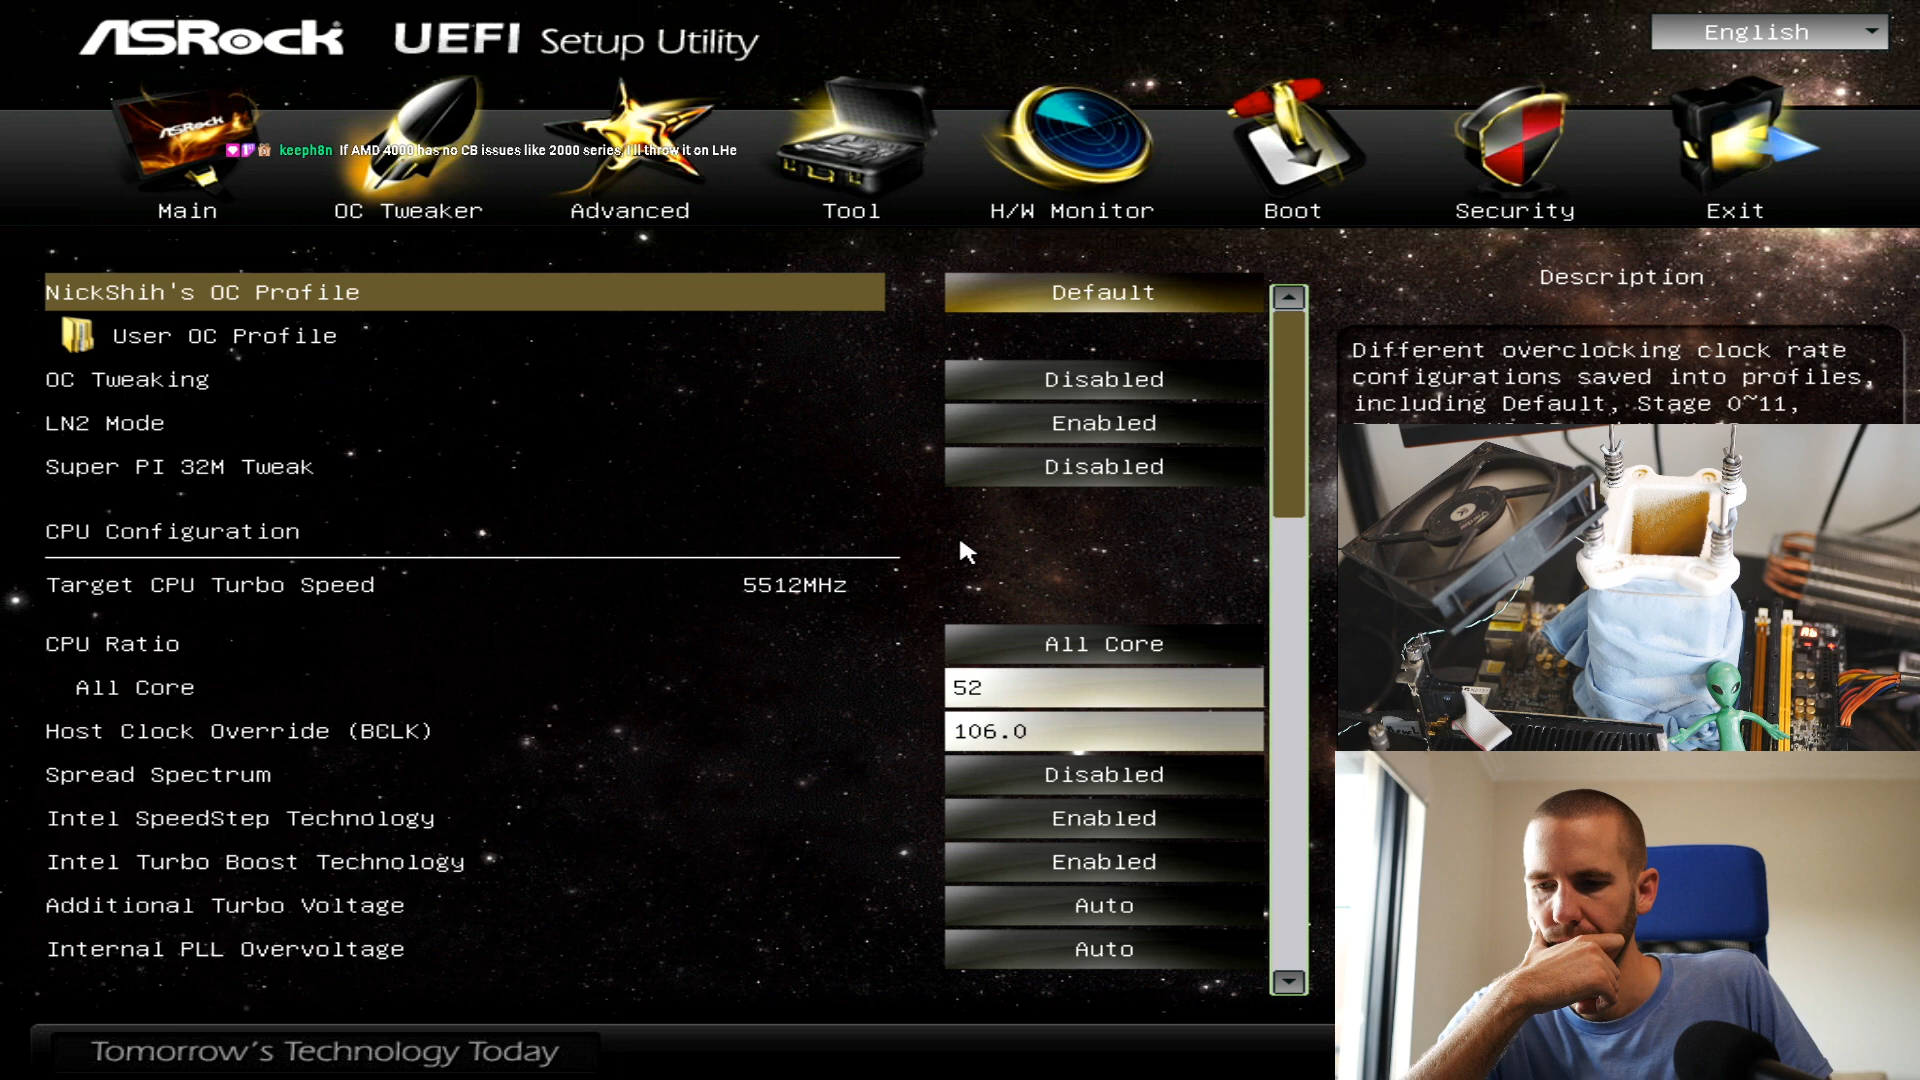 ASRock UEFI Setup Utility
English
ASRock
keeph8n If AMD 4000 has no CB issues like 2000 series, I'll throw it on LHe
Main OC Tweaker Advanced Tool H/W Monitor Boot Security Exit
NickShih's OC Profile Default
User OC Profile
OC Tweaking Disabled
LN2 Mode Enabled
Super PI 32M Tweak Disabled
CPU Configuration
Target CPU Turbo Speed 5512MHz
CPU Ratio All Core
All Core 52
Host Clock Override (BCLK) 106.0
Spread Spectrum Disabled
Intel SpeedStep Technology Enabled
Intel Turbo Boost Technology Enabled
Additional Turbo Voltage Auto
Internal PLL Overvoltage Auto
Description
Different overclocking clock rate
configurations saved into profiles,
including Default, Stage 0~11,
Tomorrow's Technology Today